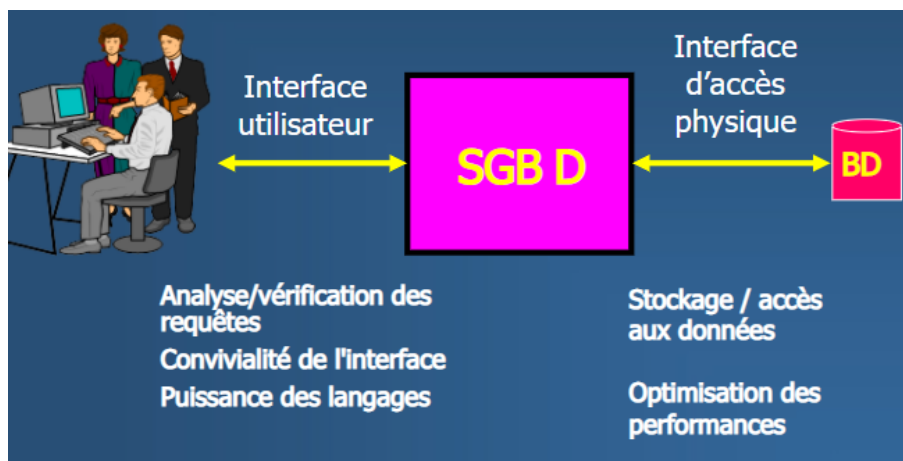 Interface
utilisateur
SGB D
Interface
d'accès
physique
BD
Analyse/vérification des
requêtes
Convivialité de l'interface
Puissance des langages
Stockage / accès
aux données
Optimisation des
performances